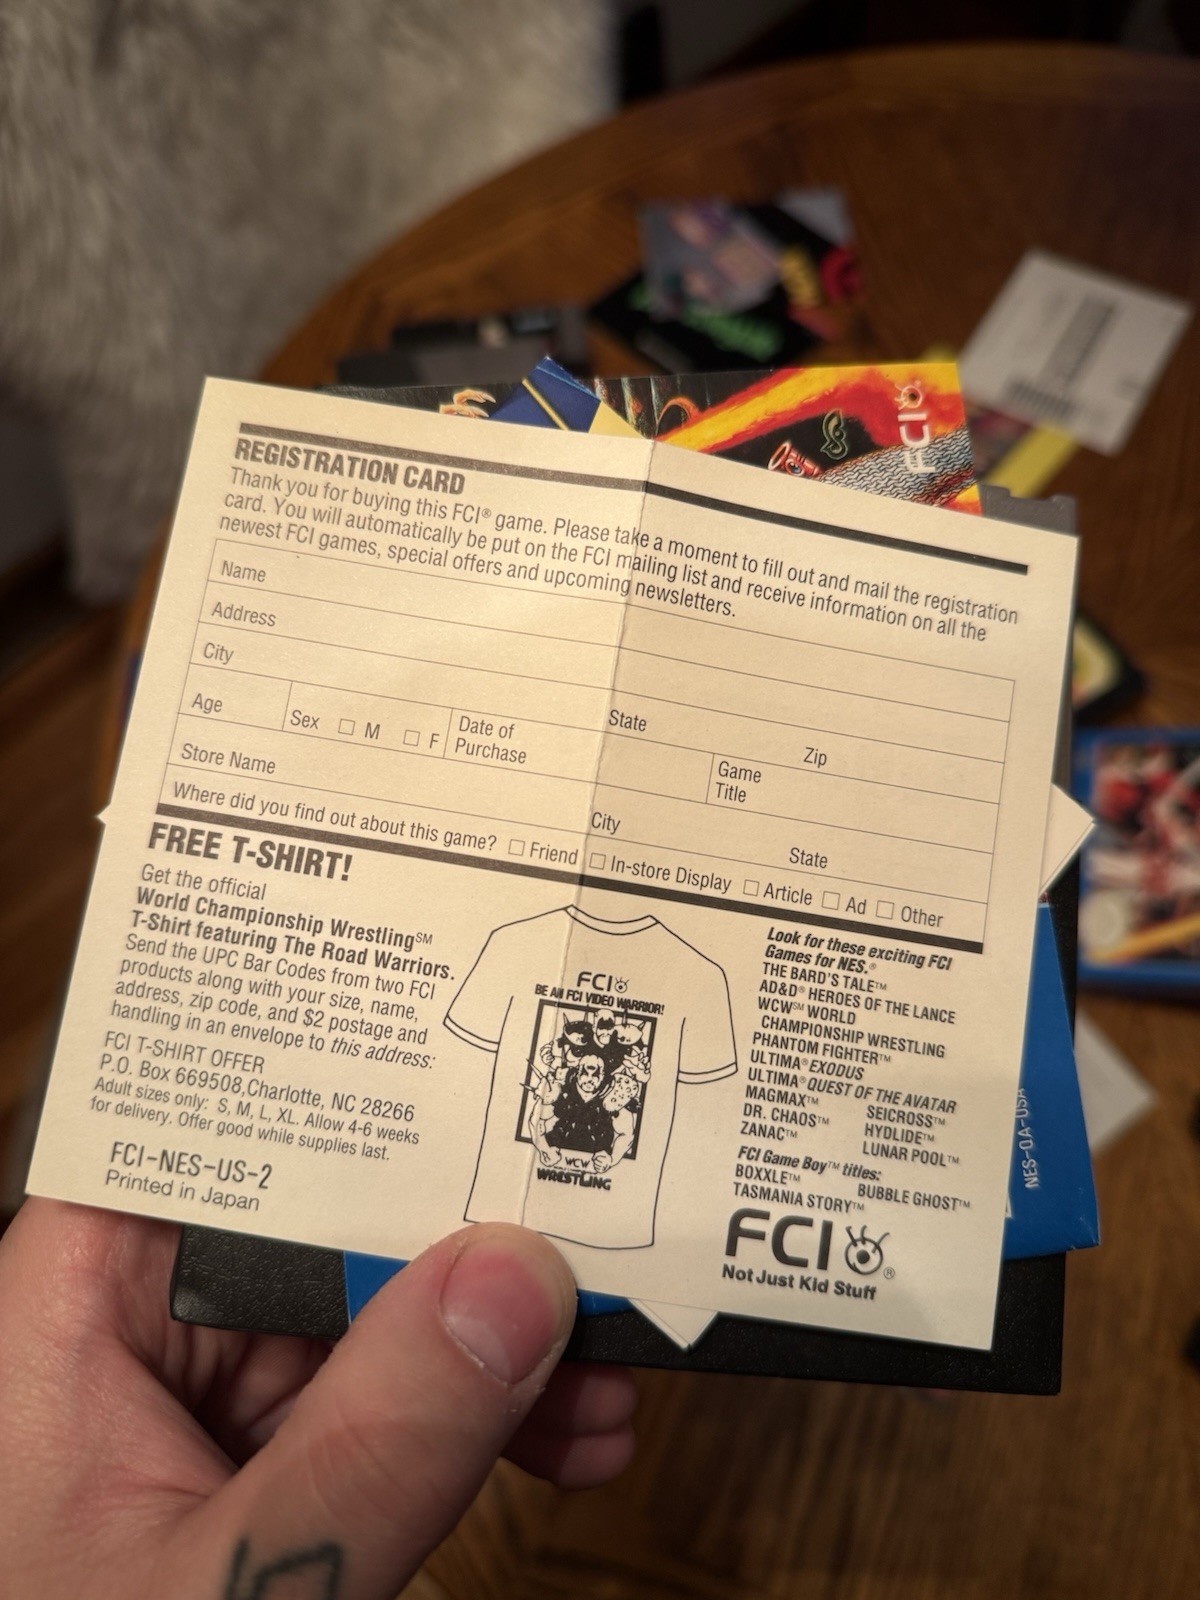 FCI
REGISTRATION CARD
Thank you for buying this FCI® game. Please take a moment to fill out and mail the registration
card. You will automatically be put on the FCI mailing list and receive information on all the
newest FCI games, special offers and upcoming newsletters.
Name
Address
City State Zip
Age Sex □ M □ F Date of
Purchase
Game
Title
Store Name City State
Where did you find out about this game? □ Friend □ In-store Display □ Article □ Ad □ Other
FREE T-SHIRT!
Get the official
World Championship Wrestling℠
T-Shirt featuring The Road Warriors.
Send the UPC Bar Codes from two FCI
products along with your size, name,
address, zip code, and $2 postage and
handling in an envelope to this address:
FCI T-SHIRT OFFER
P.O. Box 669508,Charlotte, NC 28266
Adult sizes only: S, M, L, XL. Allow 4-6 weeks
for delivery. Offer good while supplies last.
FCI-NES-US-2
Printed in Japan
FCI
BE AN FCI VIDEO WARRIOR!
WCW
WRESTLING
Look for these exciting FCI
Games for NES.®
THE BARD'S TALE™
AD&D® HEROES OF THE LANCE
WCW℠ WORLD
CHAMPIONSHIP WRESTLING
PHANTOM FIGHTER™
ULTIMA® EXODUS
ULTIMA® QUEST OF THE AVATAR
MAGMAX™ SEICROSS™
DR. CHAOS™ HYDLIDE™
ZANAC™ LUNAR POOL™
FCI Game Boy™ titles:
BOXXLE™ BUBBLE GHOST™
TASMANIA STORY™
FCI®
Not Just Kid Stuff
NES-QA-USA